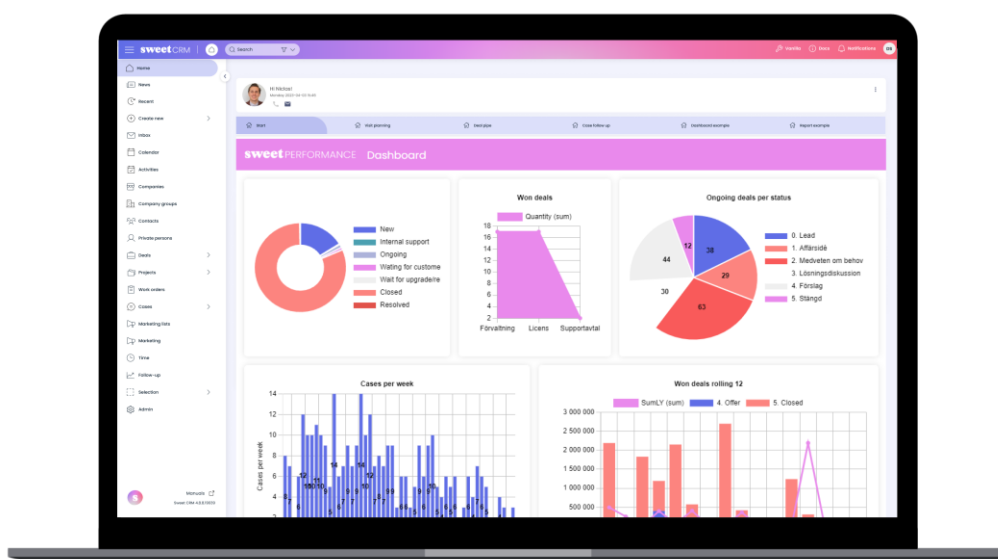 sweet CRM
Search
Vanilla Docs Notifications
Home
News
Recent
Create new
Inbox
Calendar
Activities
Companies
Company groups
Contacts
Private persons
Deals
Projects
Work orders
Cases
Marketing lists
Marketing
Time
Follow-up
Selection
Admin
Manuals
Hi Michael
Start
Visit planning
Deal pipe
Case follow up
Dashboard example
Report example
sweet PERFORMANCE Dashboard
New
Internal support
Ongoing
Wating for custome
Wait for upgrade/re
Closed
Resolved
Won deals
Quantity (sum)
18
16
14
12
10
8
6
4
2
Förvaltning Licens Supportavtal
Ongoing deals per status
38
29
63
30
44
12
0. Lead
1. Affärsidé
2. Medveten om behov
3. Lösningsdiskussion
4. Förslag
5. Stängd
Cases per week
Cases per week
14
12
10
8
6
4
2
Won deals rolling 12
SumLY (sum) 4. Offer 5. Closed
3 000 000
2 500 000
2 000 000
1 500 000
1 000 000
500 000